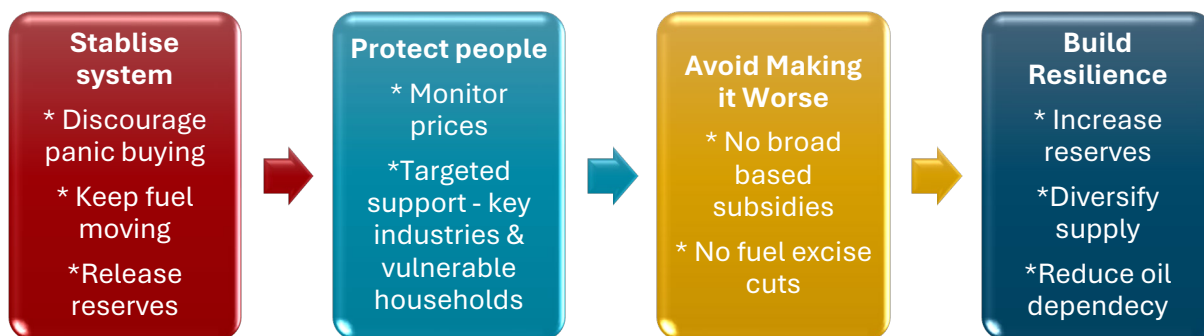 Stablise
system
* Discourage
panic buying
* Keep fuel
moving
*Release
reserves
Protect people
* Monitor
prices
*Targeted
support - key
industries &
vulnerable
households
Avoid Making
it Worse
* No broad
based
subsidies
* No fuel excise
cuts
Build
Resilience
* Increase
reserves
*Diversify
supply
*Reduce oil
dependecy